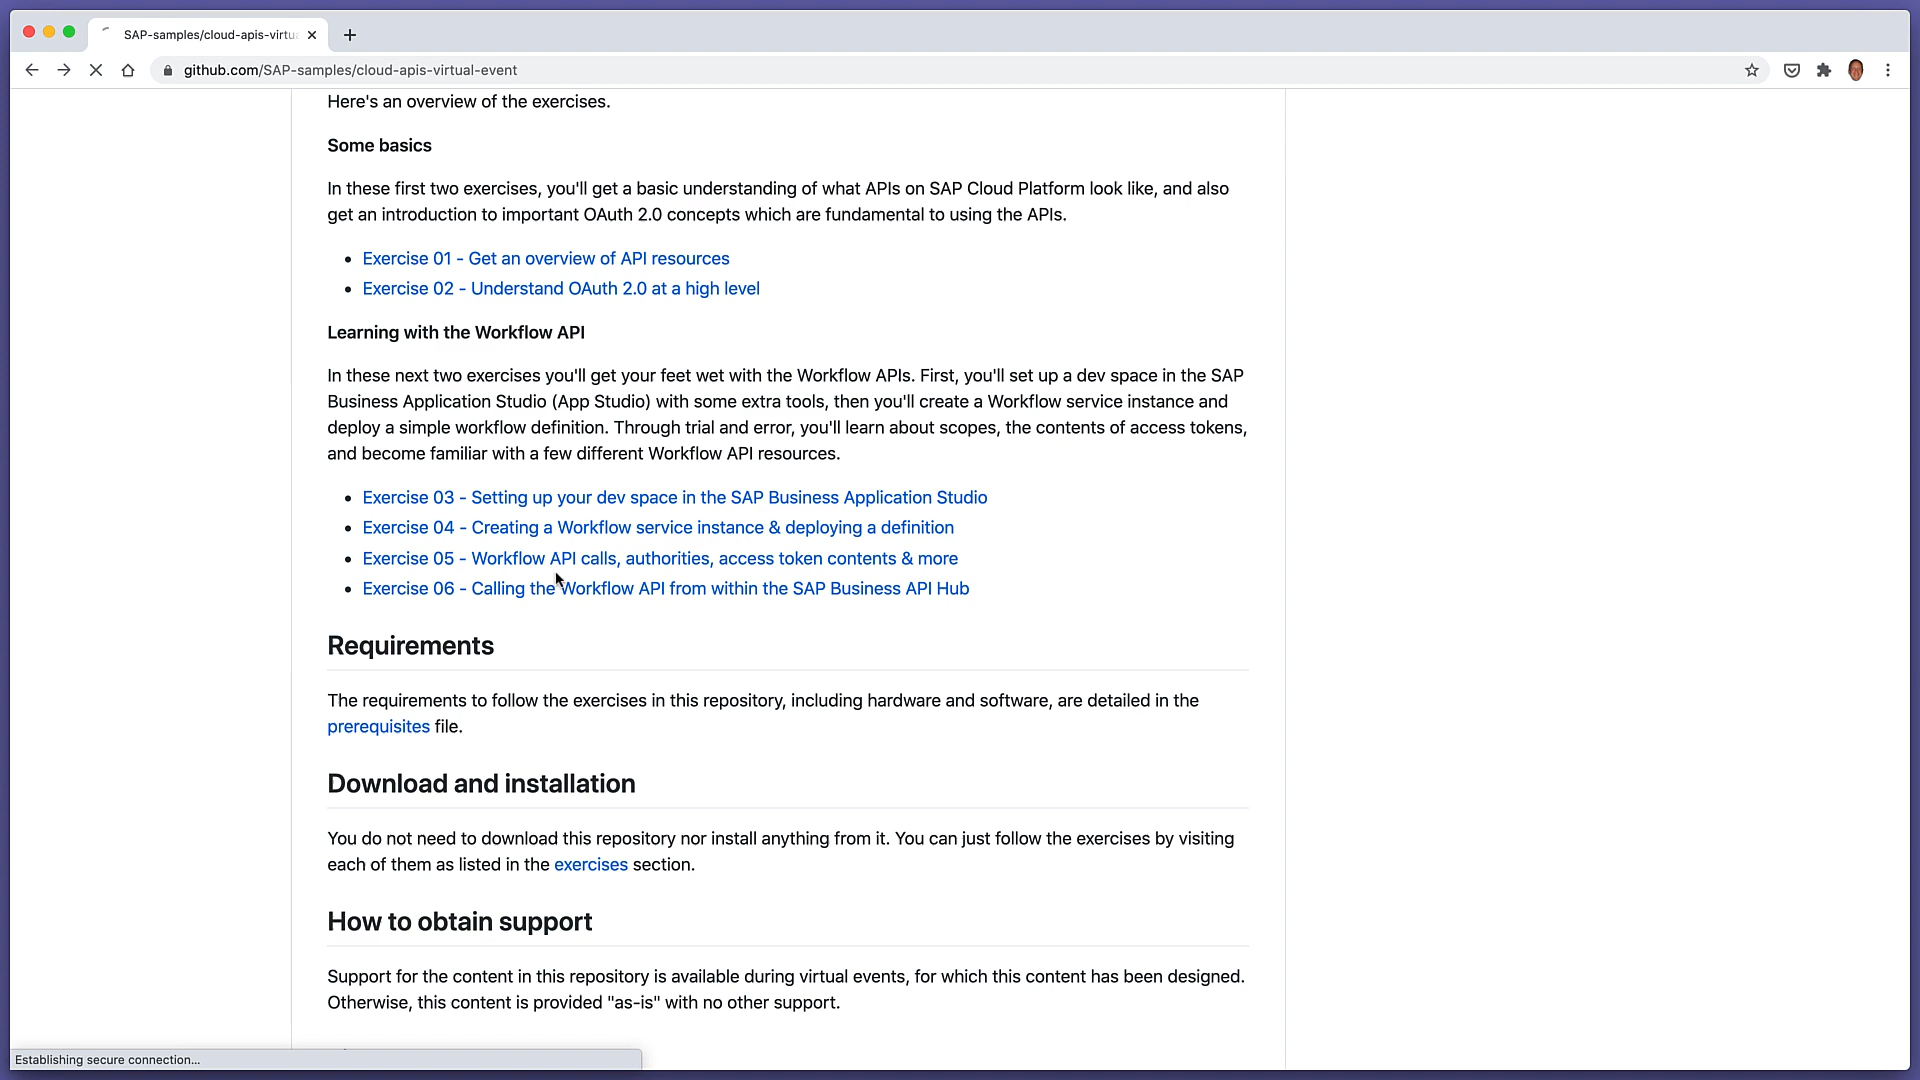 SAP-samples/cloud-apis-virtu
github.com/SAP-samples/cloud-apis-virtual-event
Here's an overview of the exercises.
Some basics
In these first two exercises, you'll get a basic understanding of what APIs on SAP Cloud Platform look like, and also
get an introduction to important OAuth 2.0 concepts which are fundamental to using the APIs.
Exercise 01 - Get an overview of API resources
Exercise 02 - Understand OAuth 2.0 at a high level
Learning with the Workflow API
In these next two exercises you'll get your feet wet with the Workflow APIs. First, you'll set up a dev space in the SAP
Business Application Studio (App Studio) with some extra tools, then you'll create a Workflow service instance and
deploy a simple workflow definition. Through trial and error, you'll learn about scopes, the contents of access tokens,
and become familiar with a few different Workflow API resources.
Exercise 03 - Setting up your dev space in the SAP Business Application Studio
Exercise 04 - Creating a Workflow service instance & deploying a definition
Exercise 05 - Workflow API calls, authorities, access token contents & more
Exercise 06 - Calling the Workflow API from within the SAP Business API Hub
Requirements
The requirements to follow the exercises in this repository, including hardware and software, are detailed in the
prerequisites file.
Download and installation
You do not need to download this repository nor install anything from it. You can just follow the exercises by visiting
each of them as listed in the exercises section.
How to obtain support
Support for the content in this repository is available during virtual events, for which this content has been designed.
Otherwise, this content is provided "as-is" with no other support.
Establishing secure connection...